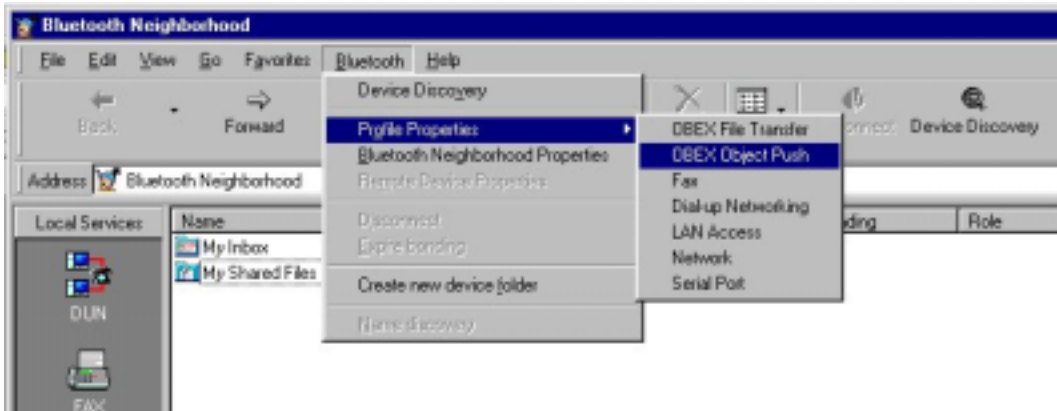 Bluetooth Neighborhood
File Edit View Go Favorites Bluetooth Help
Back Forward Device Discovery
Address Bluetooth Neighborhood
Local Services Name Role
My Inbox
My Shared Files
DUN
FAX
Device Discovery
Profile Properties
Bluetooth Neighborhood Properties
Remote Device Properties
Disconnect
Expire bonding
Create new device folder
Name discovery
OBEX File Transfer
OBEX Object Push
Fax
Dial-up Networking
LAN Access
Network
Serial Port